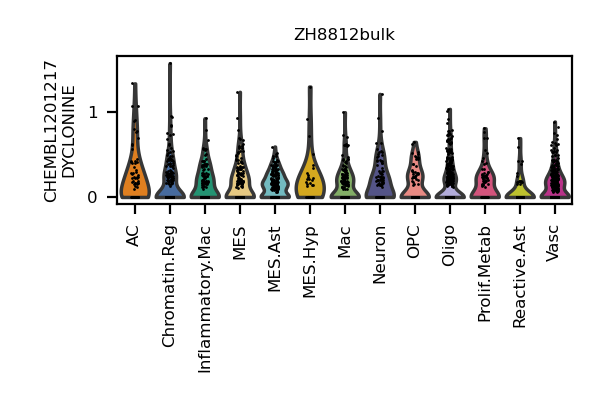 ZH8812bulk
CHEMBL1201217
DYCLONINE
1
0
AC
Chromatin.Reg
Inflammatory.Mac
MES
MES.Ast
MES.Hyp
Mac
Neuron
OPC
Oligo
Prolif.Metab
Reactive.Ast
Vasc